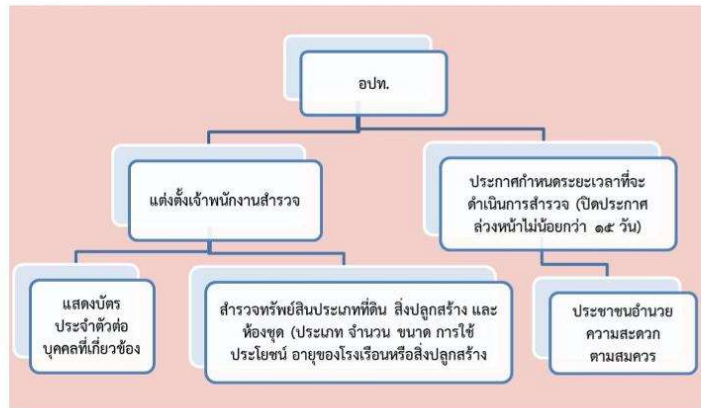 อปท.
แต่งตั้งเจ้าพนักงานสำรวจ
ประกาศกำหนดระยะเวลาที่จะ
ดำเนินการสำรวจ (ปิดประกาศ
ล่วงหน้าไม่น้อยกว่า ๑๕ วัน)
แสดงบัตร
ประจำตัวต่อ
บุคคลที่เกี่ยวข้อง
สำรวจทรัพย์สินประเภทที่ดิน สิ่งปลูกสร้าง และ
ห้องชุด (ประเภท จำนวน ขนาด การใช้
ประโยชน์ อายุของโรงเรือนหรือสิ่งปลูกสร้าง
ประชาชนอำนวย
ความสะดวก
ตามสมควร